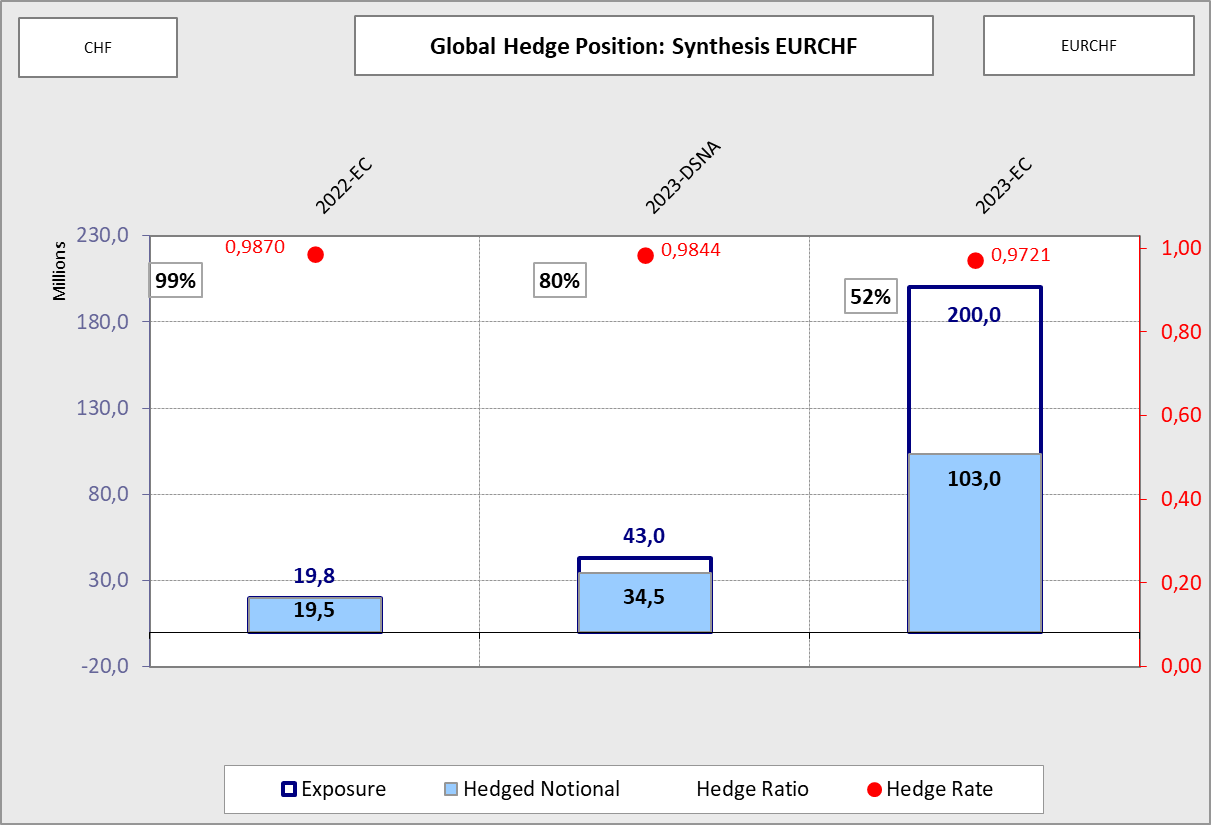 CHF
Global Hedge Position: Synthesis EURCHF
EURCHF
2022-EC
2023-DSNA
2023-EC
Millions
230,0
180,0
130,0
80,0
30,0
-20,0
1,00
0,80
0,60
0,40
0,20
0,00
0,9870
0,9844
0,9721
99%
80%
52%
200,0
103,0
43,0
34,5
19,8
19,5
Exposure
Hedged Notional
Hedge Ratio
Hedge Rate